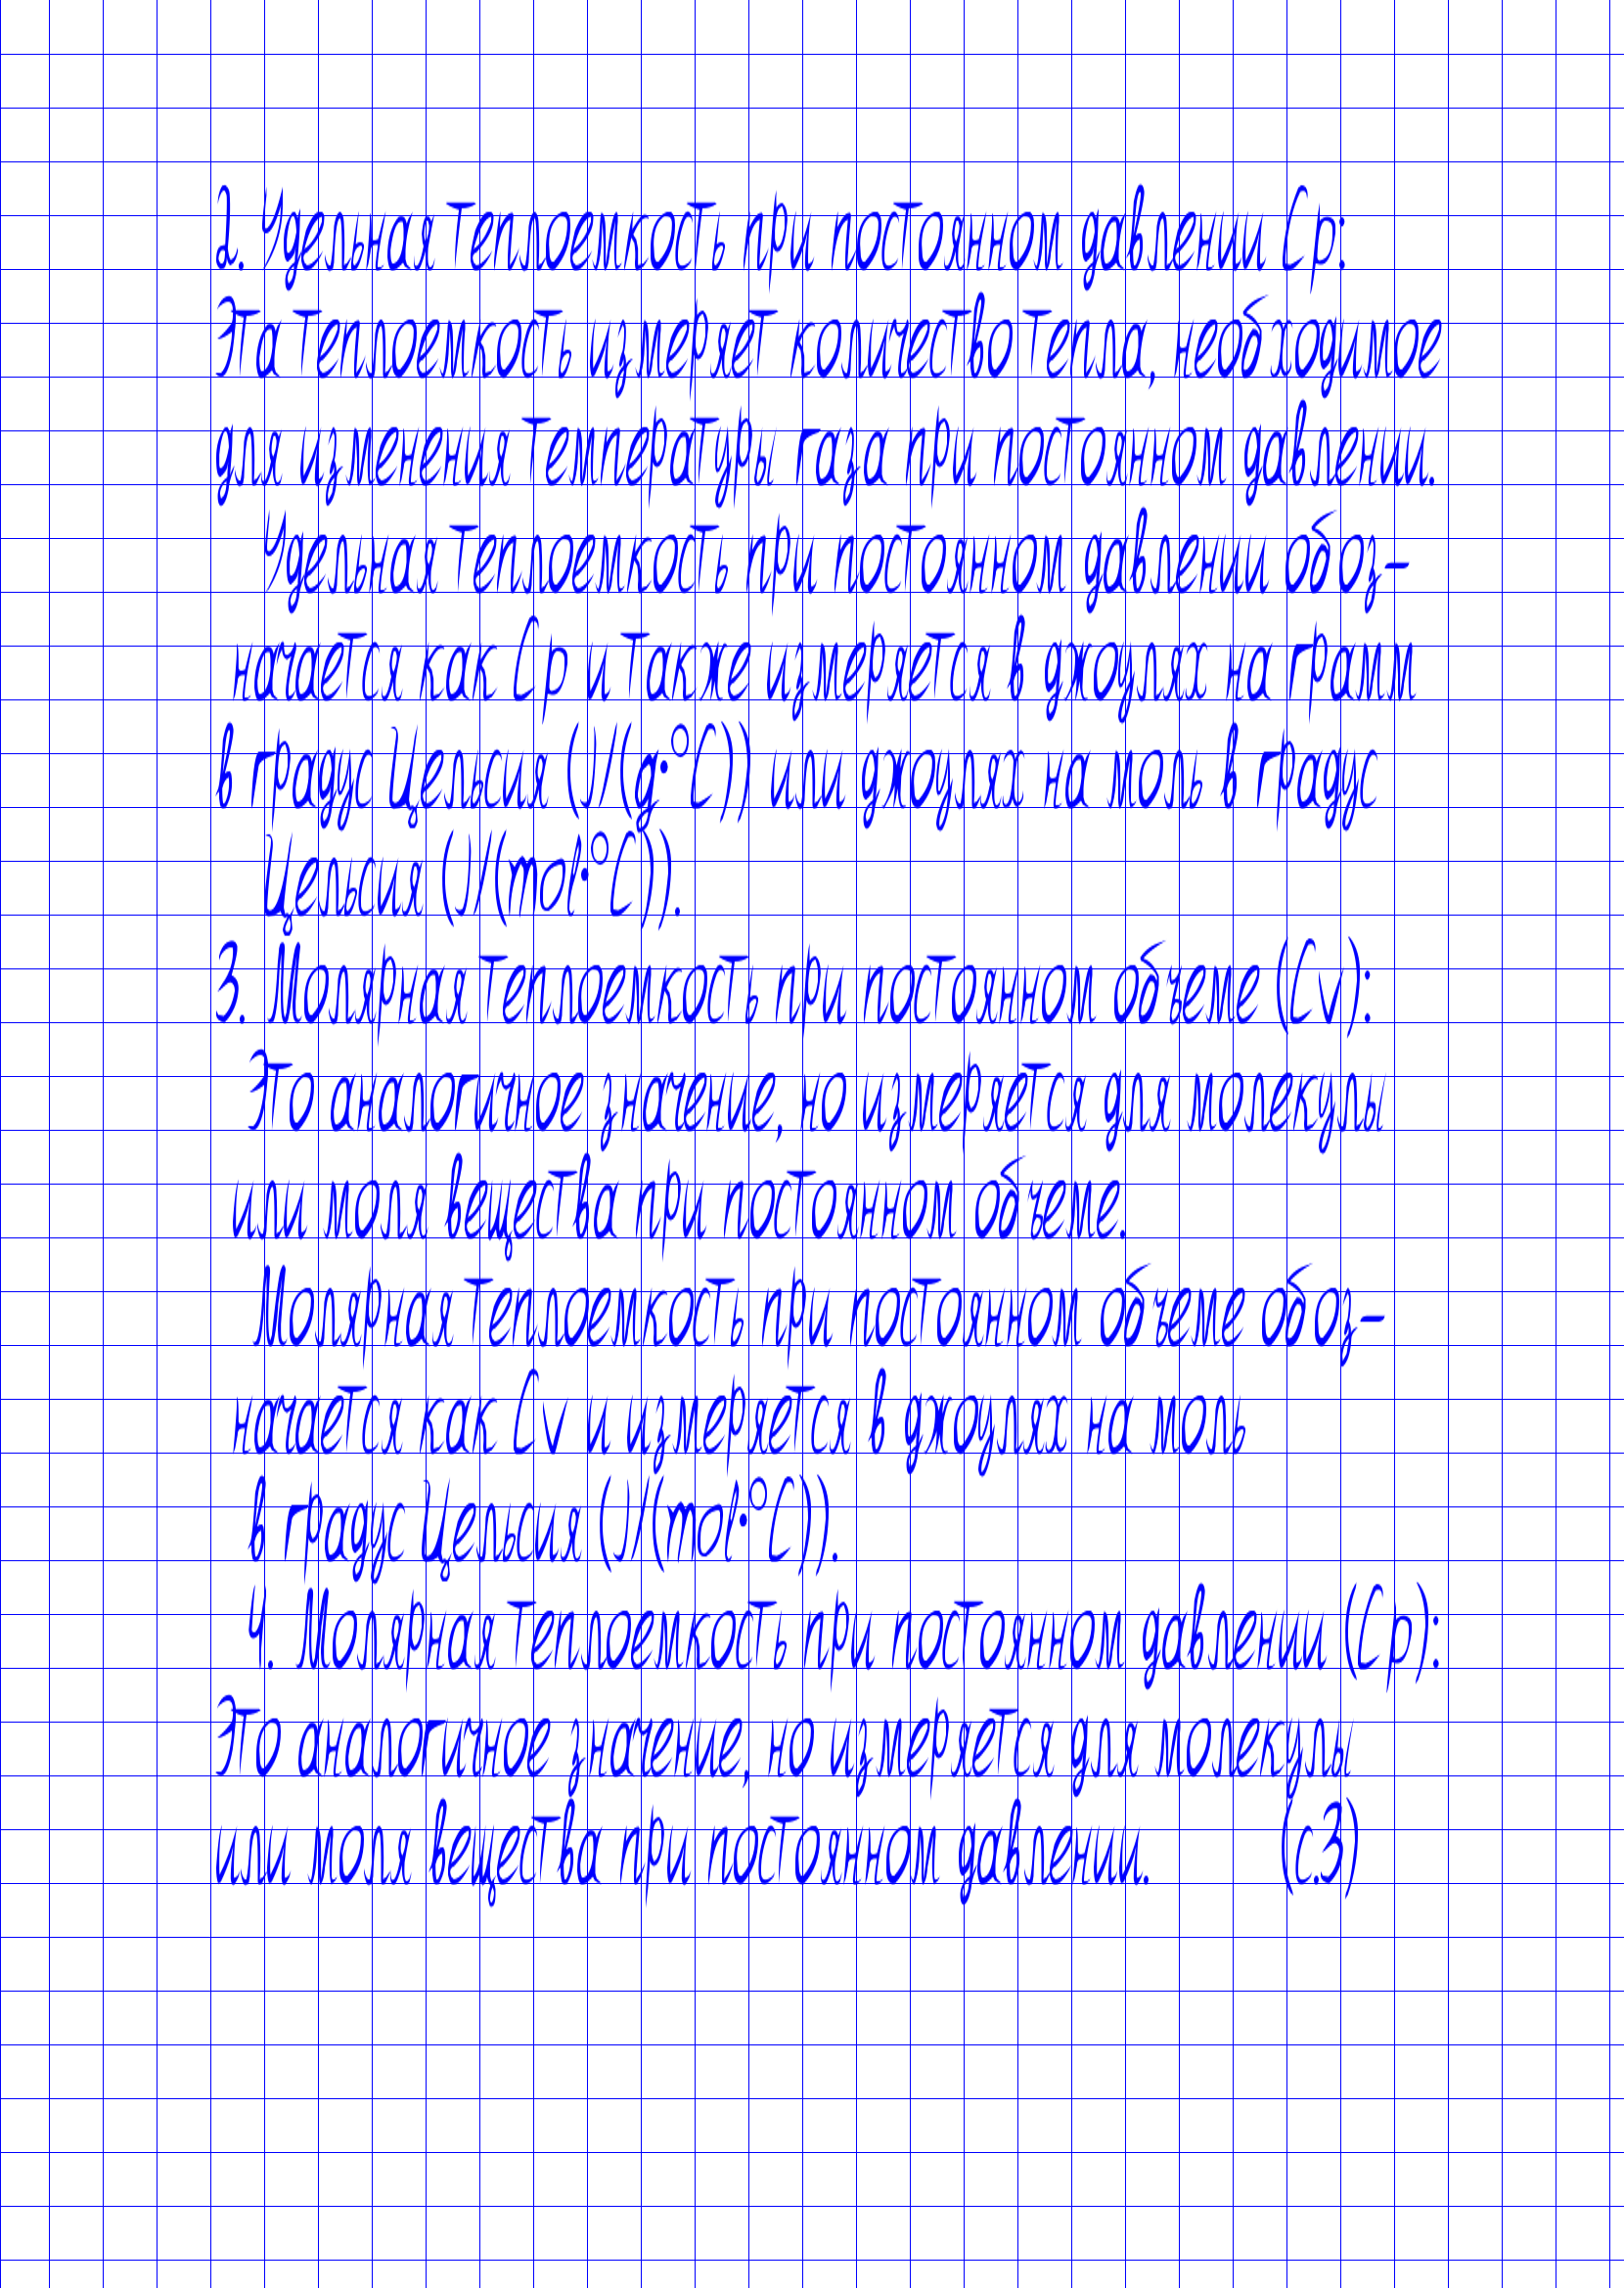 2. Удельная теплоемкость при постоянном давлении Cp:
Эта теплоемкость измеряет количество тепла, необходимое
для изменения температуры газа при постоянном давлении.
Удельная теплоемкость при постоянном давлении обоз-
начается как Cp и также измеряется в джоулях на грамм
в градус Цельсия (J/(g·°C)) или джоулях на моль в градус
Цельсия (J/(mol·°C)).
3. Молярная теплоемкость при постоянном объеме (Cv):
Это аналогичное значение, но измеряется для молекулы
или моля вещества при постоянном объеме.
Молярная теплоемкость при постоянном объеме обоз-
начается как Cv и измеряется в джоулях на моль
в градус Цельсия (J/(mol·°C)).
4. Молярная теплоемкость при постоянном давлении (Cp):
Это аналогичное значение, но измеряется для молекулы
или моля вещества при постоянном давлении. (с.3)